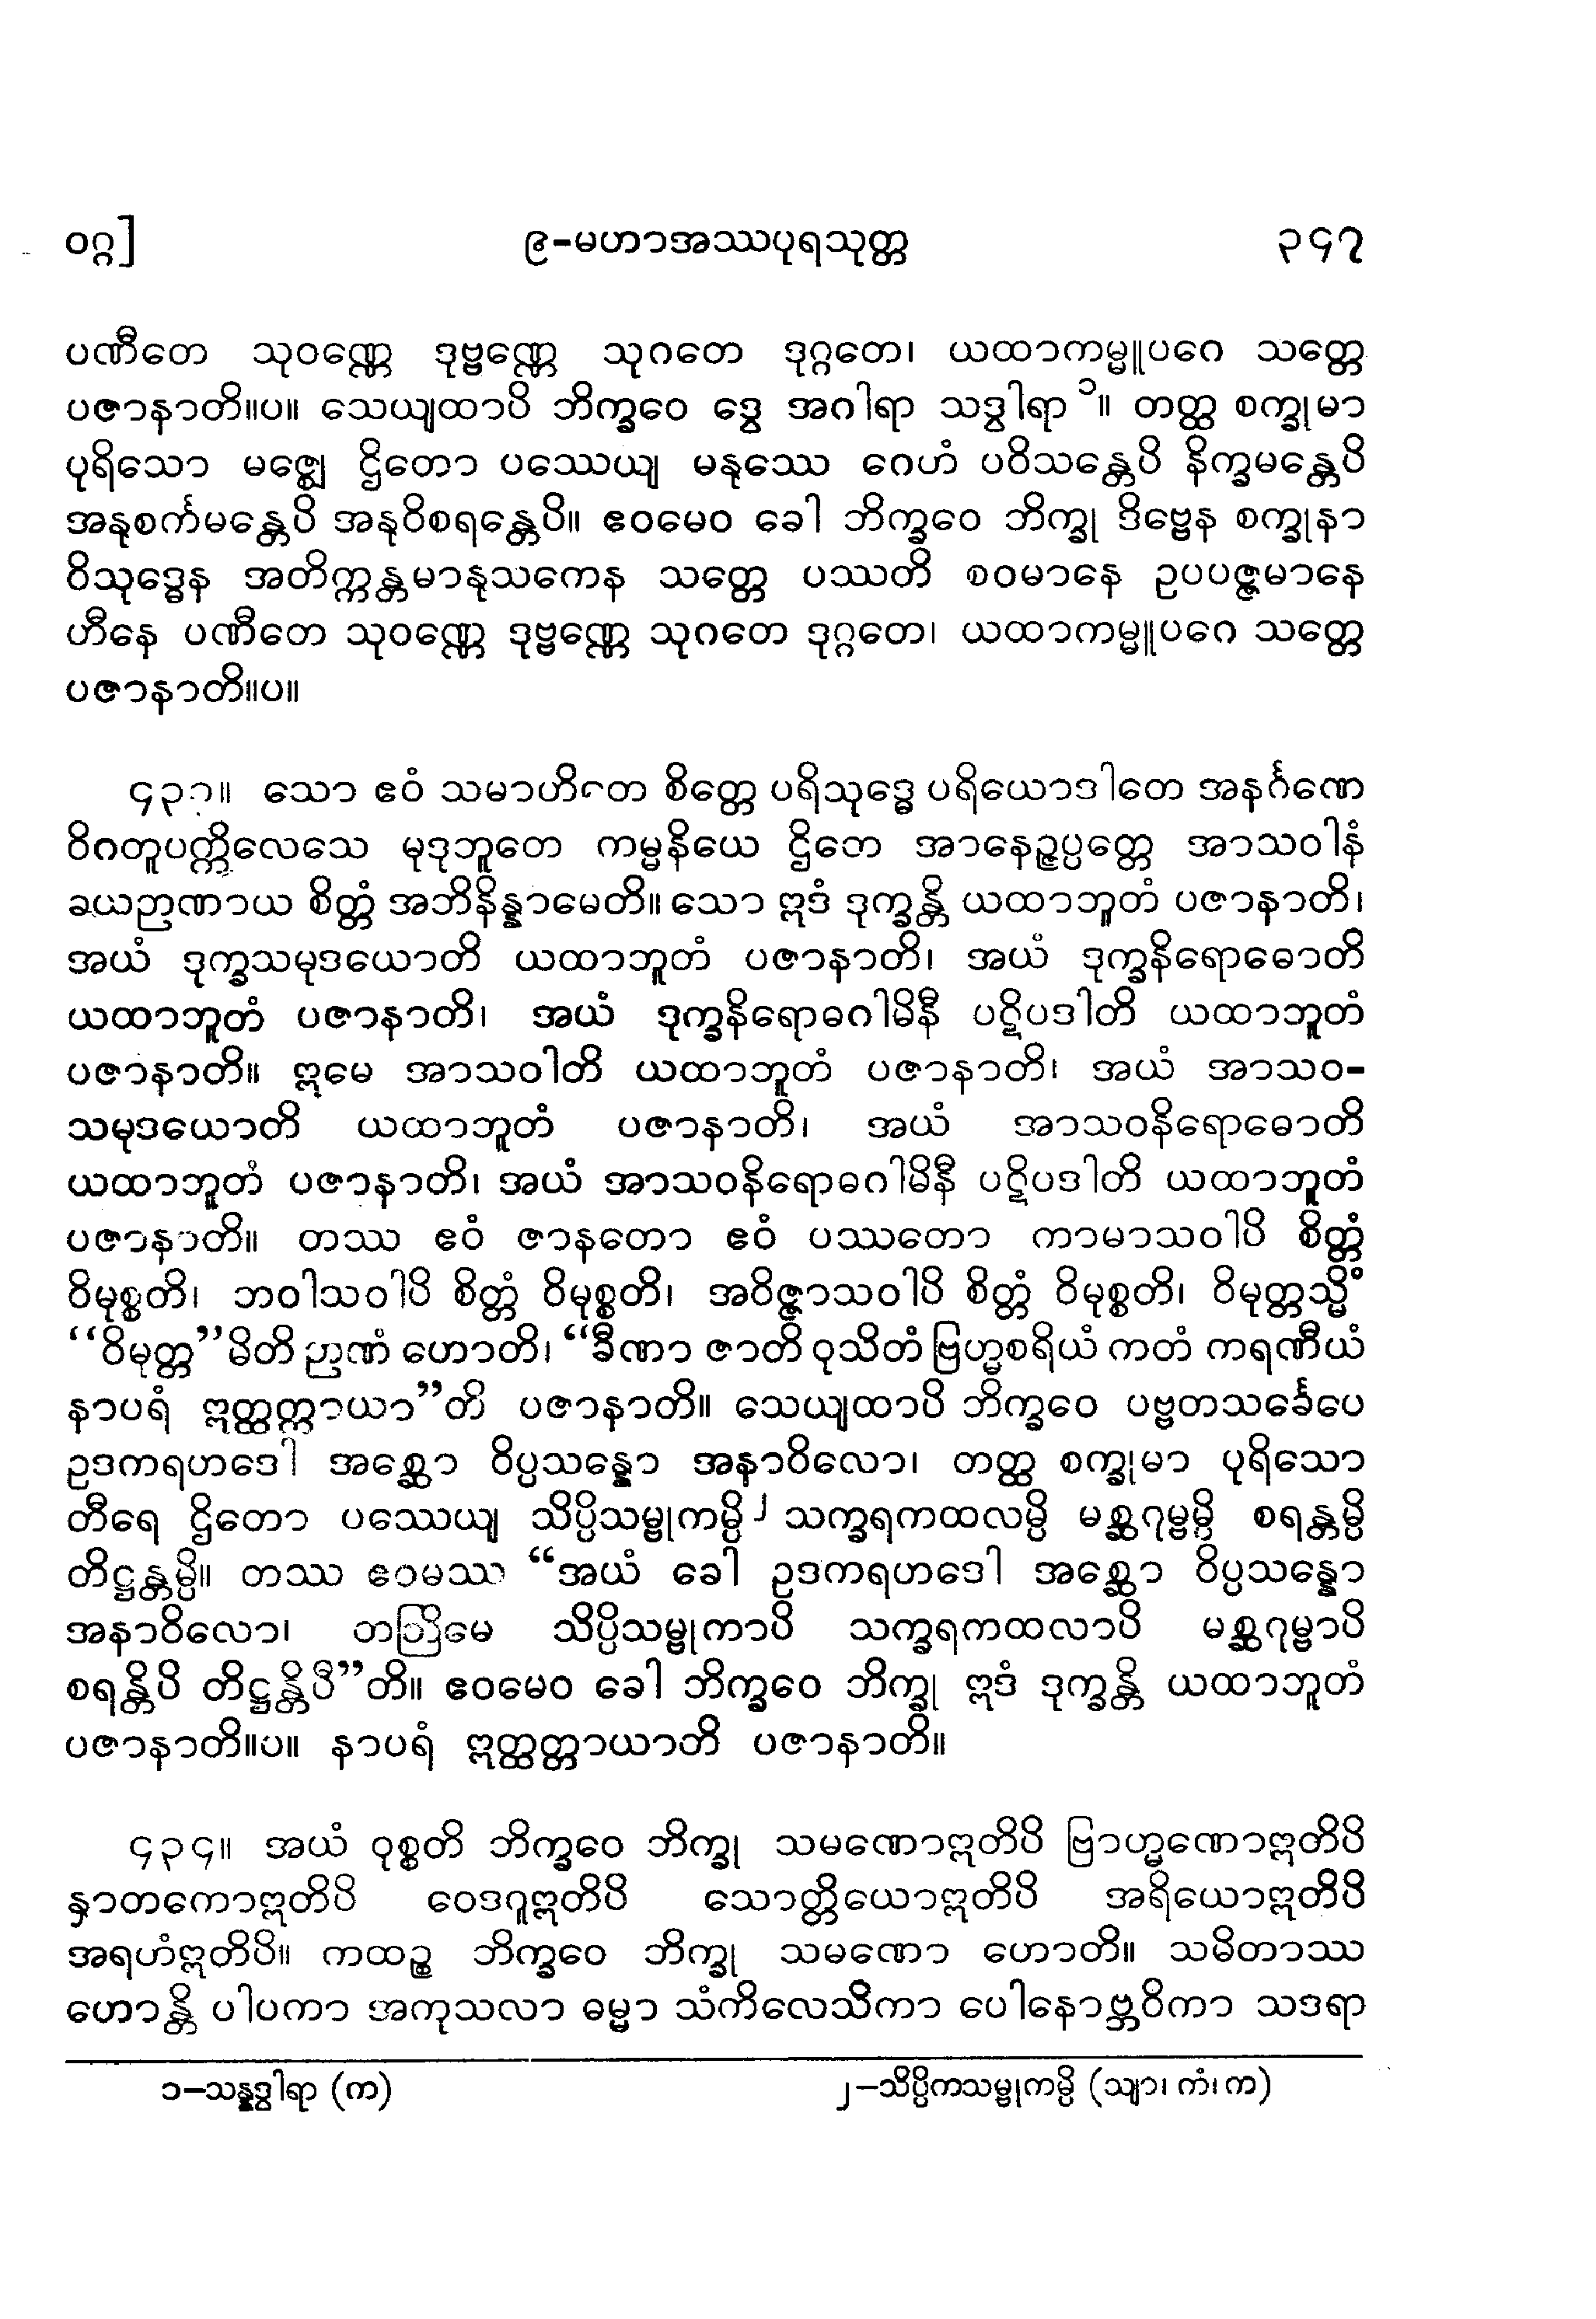 ဝဂ္ဂ] ၉-မဟာအဿပုရသုတ္တ ၃၄၇
ပဏီတေ သုဝဏ္ဏေ ဒုဗ္ဗဏ္ဏေ သုဂတေ ဒုဂ္ဂတေ၊ ယထာကမ္မူပဂေ သတ္တေ
ပဇာနာတိ။ပ။ သေယျထာပိ ဘိက္ခဝေ ဒွေ အဂါရာ သဒွါရာ ၁။ တတ္ထ စက္ခုမာ
ပုရိသော မဇ္ဈေ ဌိတော ပဿေယျ မနုဿေ ဂေဟံ ပဝိသန္တေပိ နိက္ခမန္တေပိ
အနုစင်္ကမန္တေပိ အနုဝိစရန္တေပိ။ ဧဝမေဝ ခေါ ဘိက္ခဝေ ဘိက္ခု ဒိဗ္ဗေန စက္ခုနာ
ဝိသုဒ္ဓေန အတိက္ကန္တမာနုသကေန သတ္တေ ပဿတိ စဝမာနေ ဥပပဇ္ဇမာနေ
ဟီနေ ပဏီတေ သုဝဏ္ဏေ ဒုဗ္ဗဏ္ဏေ သုဂတေ ဒုဂ္ဂတေ၊ ယထာကမ္မူပဂေ သတ္တေ
ပဇာနာတိ။ပ။
၄၃၃။ သော ဧဝံ သမာဟိတေ စိတ္တေ ပရိသုဒ္ဓေ ပရိယောဒါတေ အနင်္ဂဏေ
ဝိဂတူပက္ကိလေသေ မုဒုဘူတေ ကမ္မနိယေ ဌိတေ အာနေဉ္ဇပ္ပတ္တေ အာသဝါနံ
ခယဉာဏာယ စိတ္တံ အဘိနိန္နာမေတိ။ သော ဣဒံ ဒုက္ခန္တိ ယထာဘူတံ ပဇာနာတိ၊
အယံ ဒုက္ခသမုဒယောတိ ယထာဘူတံ ပဇာနာတိ၊ အယံ ဒုက္ခနိရောဓောတိ
ယထာဘူတံ ပဇာနာတိ၊ အယံ ဒုက္ခနိရောဓဂါမိနီ ပဋိပဒါတိ ယထာဘူတံ
ပဇာနာတိ။ ဣမေ အာသဝါတိ ယထာဘူတံ ပဇာနာတိ၊ အယံ အာသဝ-
သမုဒယောတိ ယထာဘူတံ ပဇာနာတိ၊ အယံ အာသဝနိရောဓောတိ
ယထာဘူတံ ပဇာနာတိ၊ အယံ အာသဝနိရောဓဂါမိနီ ပဋိပဒါတိ ယထာဘူတံ
ပဇာနာတိ။ တဿ ဧဝံ ဇာနတော ဧဝံ ပဿတော ကာမာသဝါပိ စိတ္တံ
ဝိမုစ္စတိ၊ ဘဝါသဝါပိ စိတ္တံ ဝိမုစ္စတိ၊ အဝိဇ္ဇာသဝါပိ စိတ္တံ ဝိမုစ္စတိ၊ ဝိမုတ္တသ္မိံ
“ဝိမုတ္တ”မိတိ ဉာဏံ ဟောတိ၊ “ခီဏာ ဇာတိ ဝုသိတံ ဗြဟ္မစရိယံ ကတံ ကရဏီယံ
နာပရံ ဣတ္ထတ္တာယာ”တိ ပဇာနာတိ။ သေယျထာပိ ဘိက္ခဝေ ပဗ္ဗတသင်္ခေပေ
ဥဒကရဟဒေါ အစ္ဆော ဝိပ္ပသန္နော အနာဝိလော၊ တတ္ထ စက္ခုမာ ပုရိသော
တီရေ ဌိတော ပဿေယျ သိပ္ပိသမ္ဗုကမ္ပိ ၂ သက္ခရကထလမ္ပိ မစ္ဆဂုမ္ဗမ္ပိ စရန္တမ္ပိ
တိဋ္ဌန္တမ္ပိ။ တဿ ဧဝမဿ “အယံ ခေါ ဥဒကရဟဒေါ အစ္ဆော ဝိပ္ပသန္နော
အနာဝိလော၊ တတြိမေ သိပ္ပိသမ္ဗုကာပိ သက္ခရကထလာပိ မစ္ဆဂုမ္ဗာပိ
စရန္တိပိ တိဋ္ဌန္တိပီ”တိ။ ဧဝမေဝ ခေါ ဘိက္ခဝေ ဘိက္ခု ဣဒံ ဒုက္ခန္တိ ယထာဘူတံ
ပဇာနာတိ။ပ။ နာပရံ ဣတ္ထတ္တာယာတိ ပဇာနာတိ။
၄၃၄။ အယံ ဝုစ္စတိ ဘိက္ခဝေ ဘိက္ခု သမဏောဣတိပိ ဗြာဟ္မဏောဣတိပိ
နှာတကောဣတိပိ ဝေဒဂူဣတိပိ သောတ္တိယောဣတိပိ အရိယောဣတိပိ
အရဟံဣတိပိ။ ကထဉ္စ ဘိက္ခဝေ ဘိက္ခု သမဏော ဟောတိ။ သမိတာဿ
ဟောန္တိ ပါပကာ အကုသလာ ဓမ္မာ သံကိလေသိကာ ပေါနောဗ္ဘဝိကာ သဒရာ
၁-သန္နဒွါရာ (က) ၂-သိပ္ပိကသမ္ဗုကမ္ပိ (သျာ၊ ကံ၊ က)